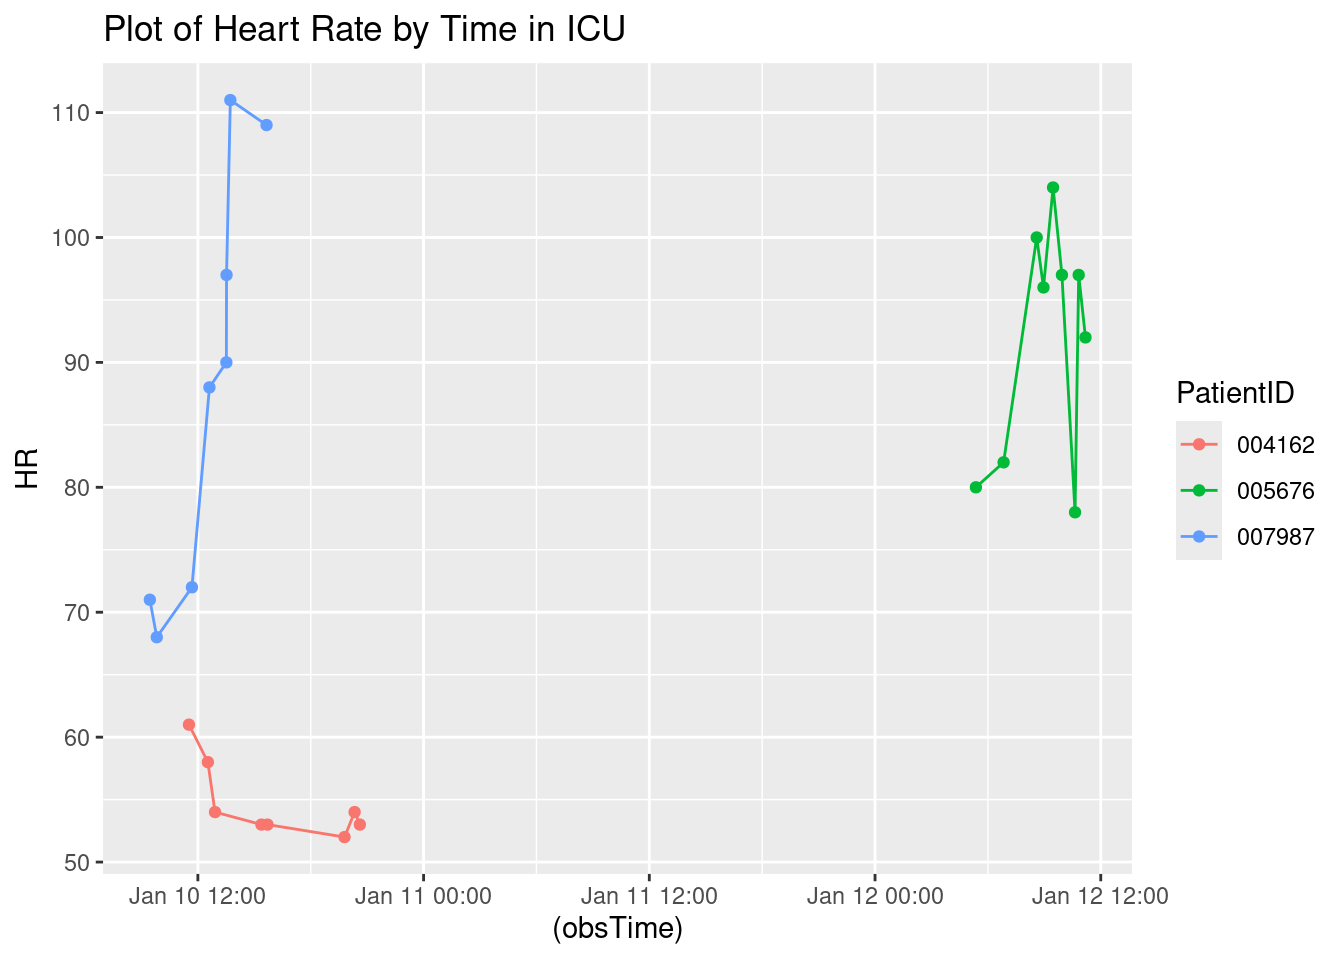 Plot of Heart Rate by Time in ICU
110
100
90
80
70
60
50
HR
Jan 10 12:00
Jan 11 00:00
Jan 11 12:00
Jan 12 00:00
Jan 12 12:00
(obsTime)
PatientID
004162
005676
007987